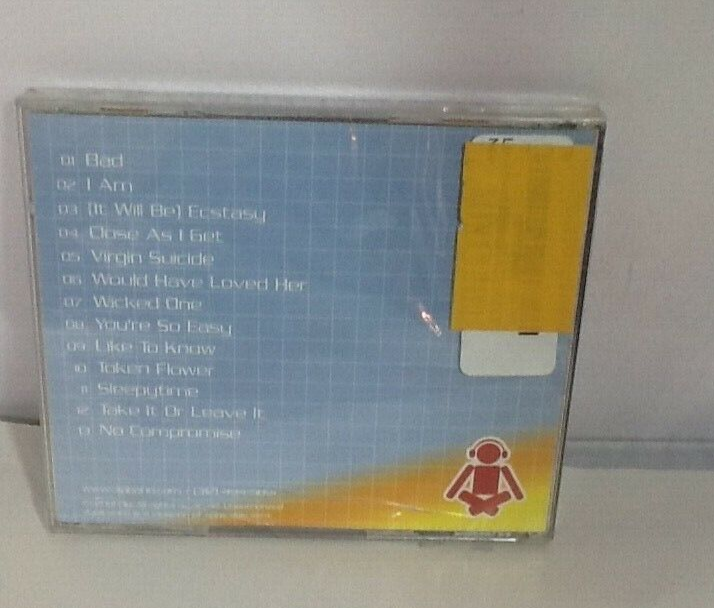 01 Bad
02 I Am
03 (It Will Be) Ecstasy
04 Close As I Get
05 Virgin Suicide
06 Would Have Loved Her
07 Wicked One
08 You're So Easy
09 Like To Know
10 Token Flower
11 Sleepytime
12 Take It Or Leave It
13 No Compromise